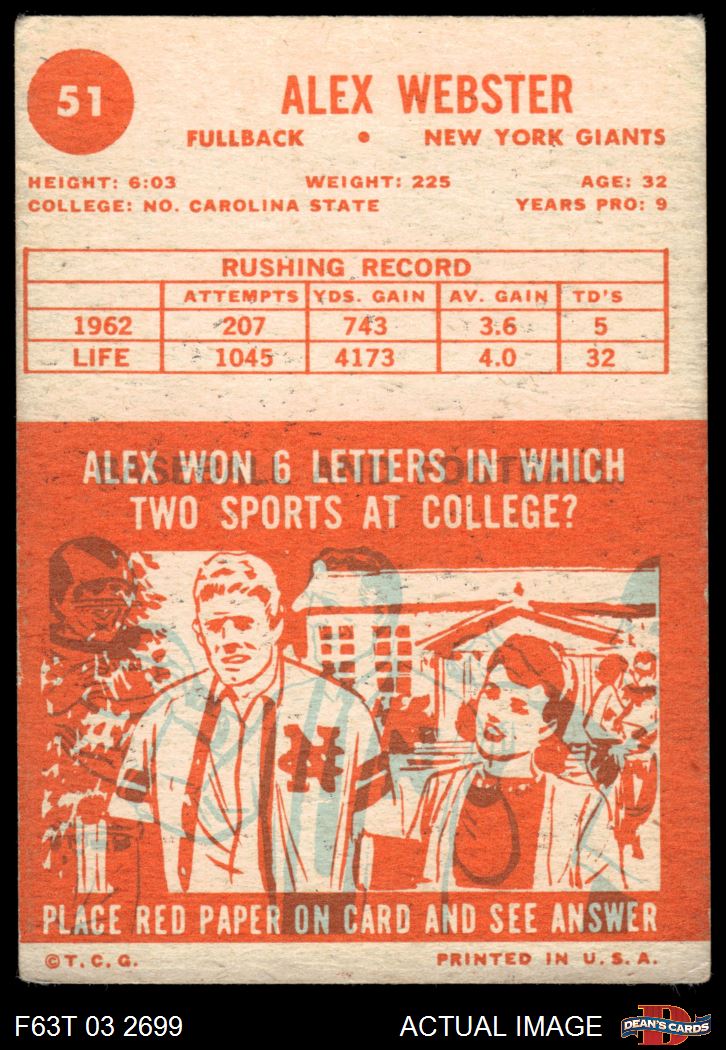 51
ALEX WEBSTER
FULLBACK • NEW YORK GIANTS
HEIGHT: 6:03 WEIGHT: 225 AGE: 32
COLLEGE: NO. CAROLINA STATE YEARS PRO: 9
RUSHING RECORD
ATTEMPTS YDS. GAIN AV. GAIN TD'S
1962 207 743 3.6 5
LIFE 1045 4173 4.0 32
ALEX WON 6 LETTERS IN WHICH
BASEBALL AND FOOTBALL.
TWO SPORTS AT COLLEGE?
N
PLACE RED PAPER ON CARD AND SEE ANSWER
© T. C. G. PRINTED IN U. S. A.
F63T 03 2699 ACTUAL IMAGE
D
DEAN'S CARDS